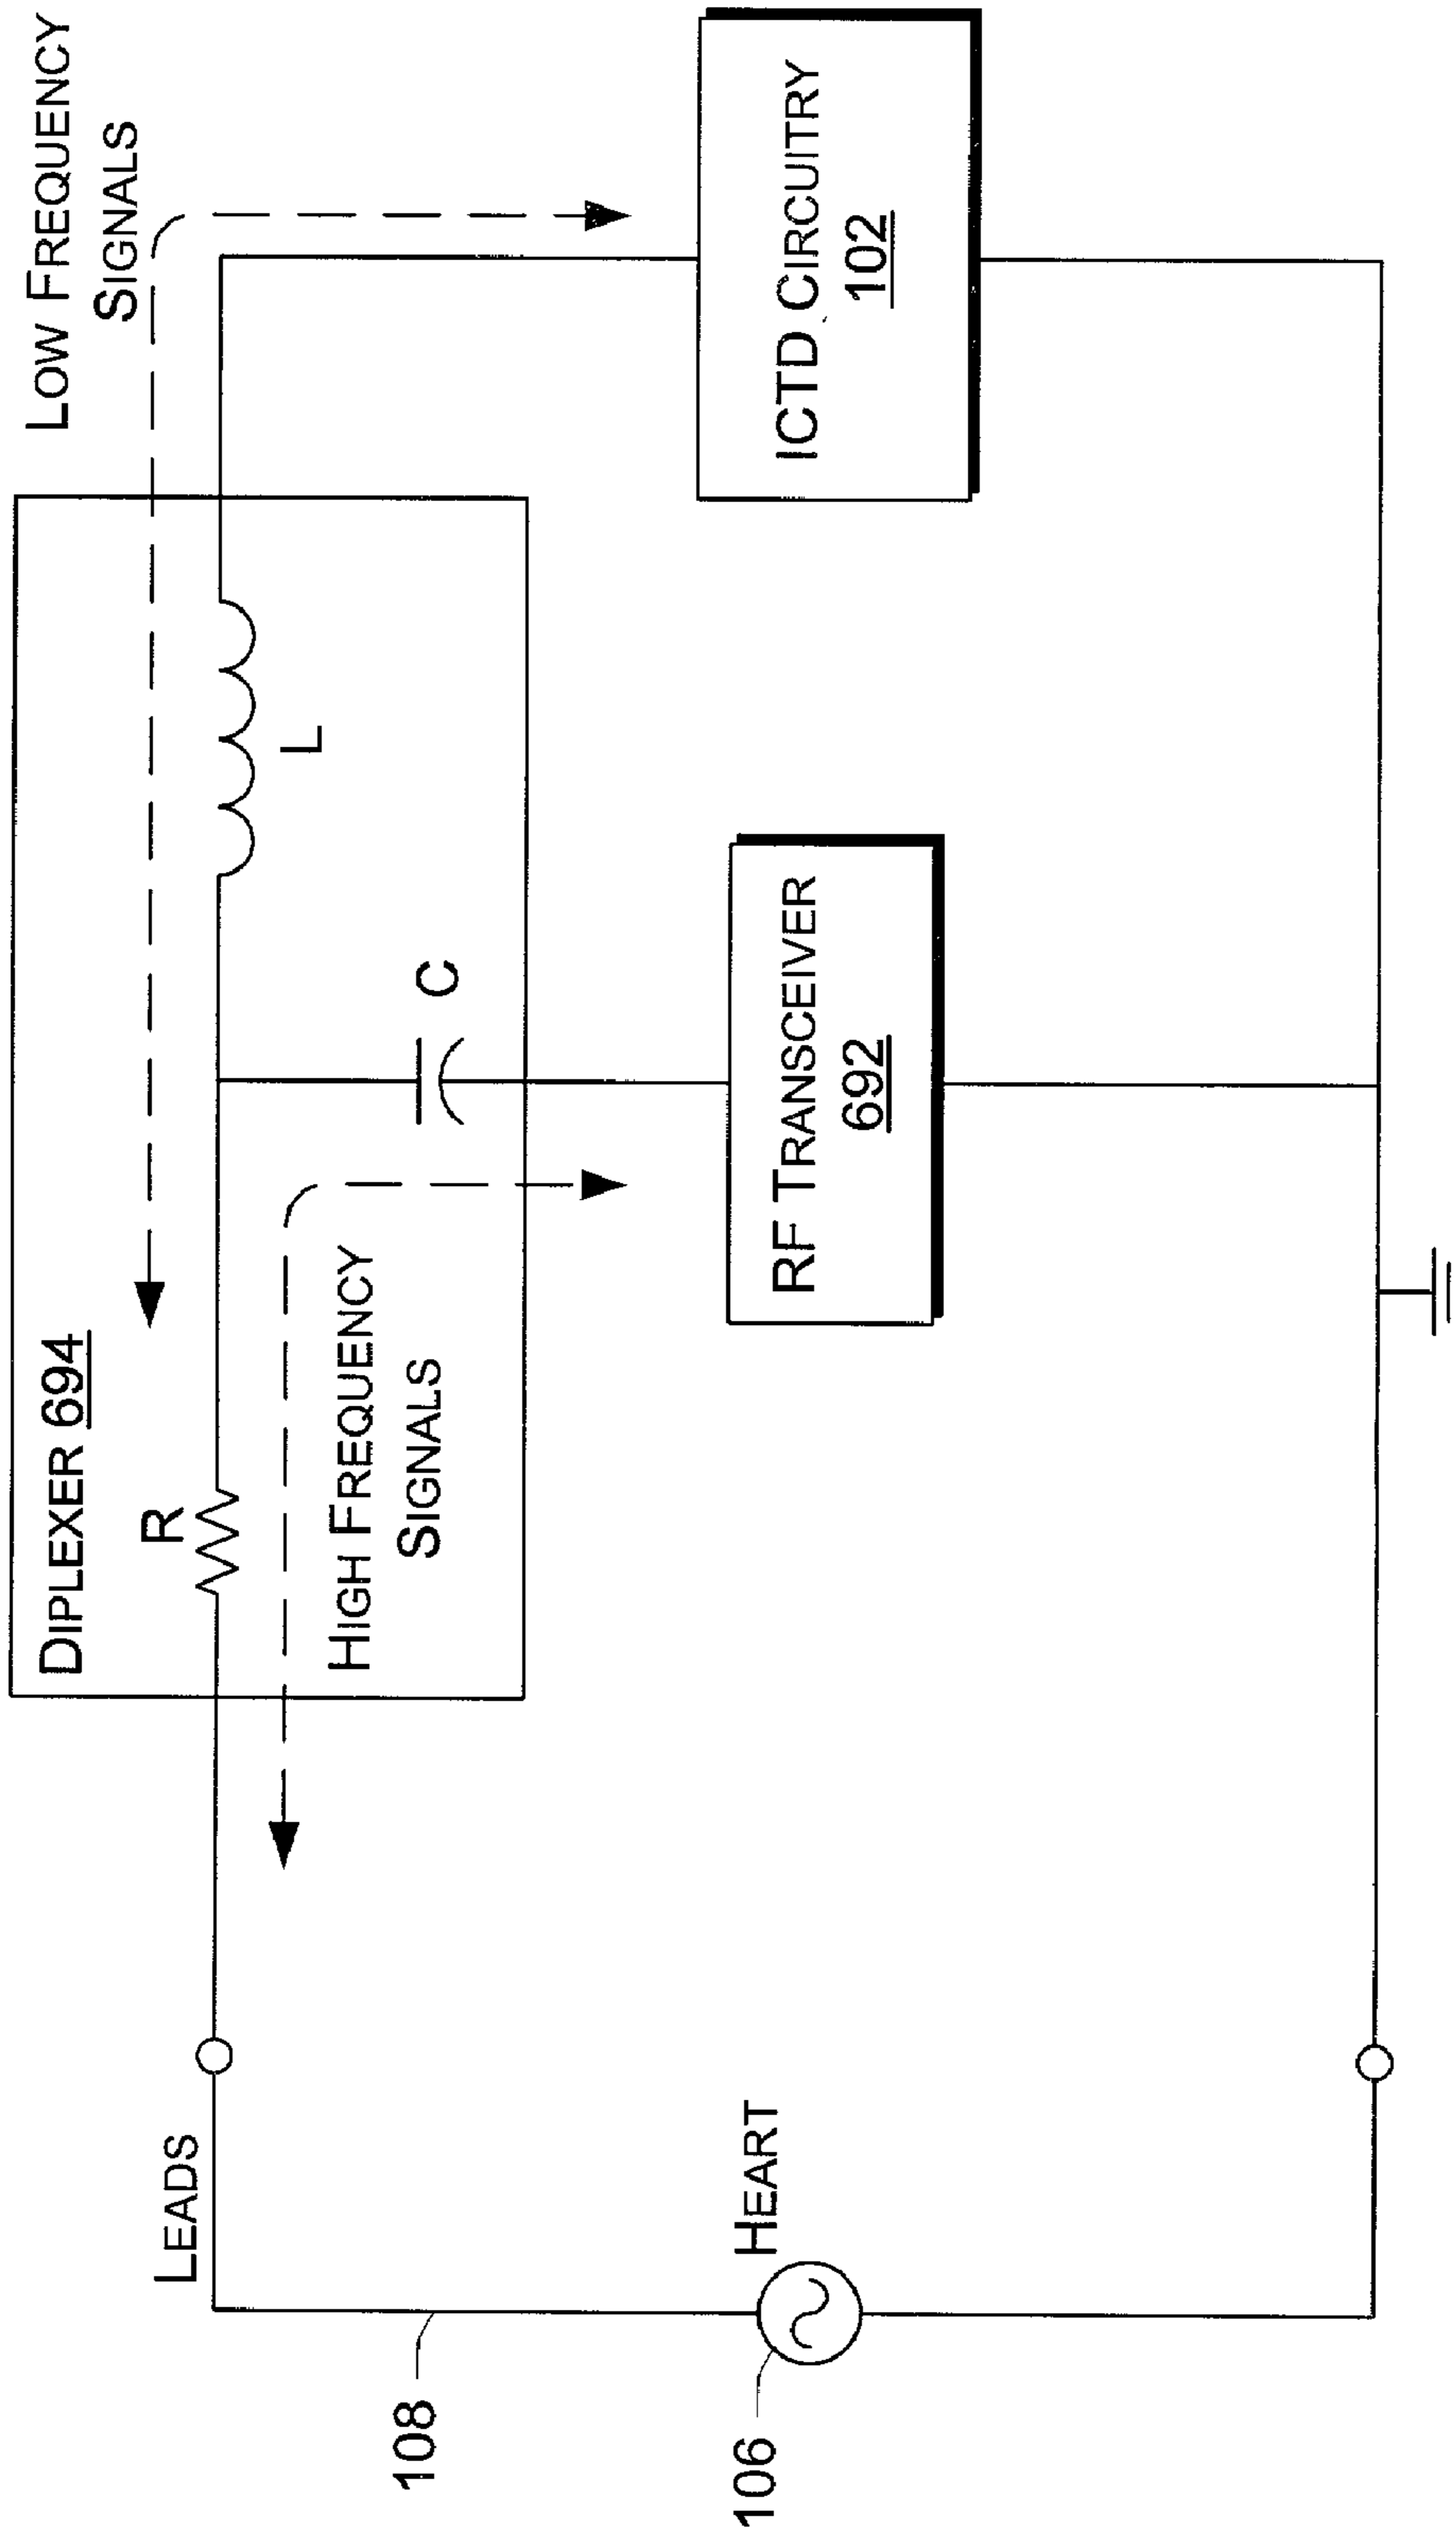 DIPLEXER 694
LOW FREQUENCY
SIGNALS
R
L
LEADS
HIGH FREQUENCY
SIGNALS
C
108
HEART
106
RF TRANSCEIVER
692
ICTD CIRCUITRY
102